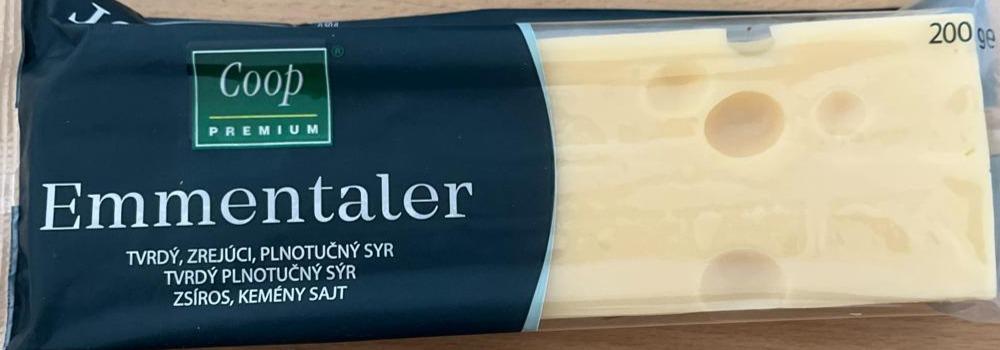 Coop
®
PREMIUM
Emmentaler
TVRDÝ, ZREJÚCI, PLNOTUČNÝ SYR
TVRDÝ PLNOTUČNÝ SÝR
ZSÍROS, KEMÉNY SAJT
200 g e